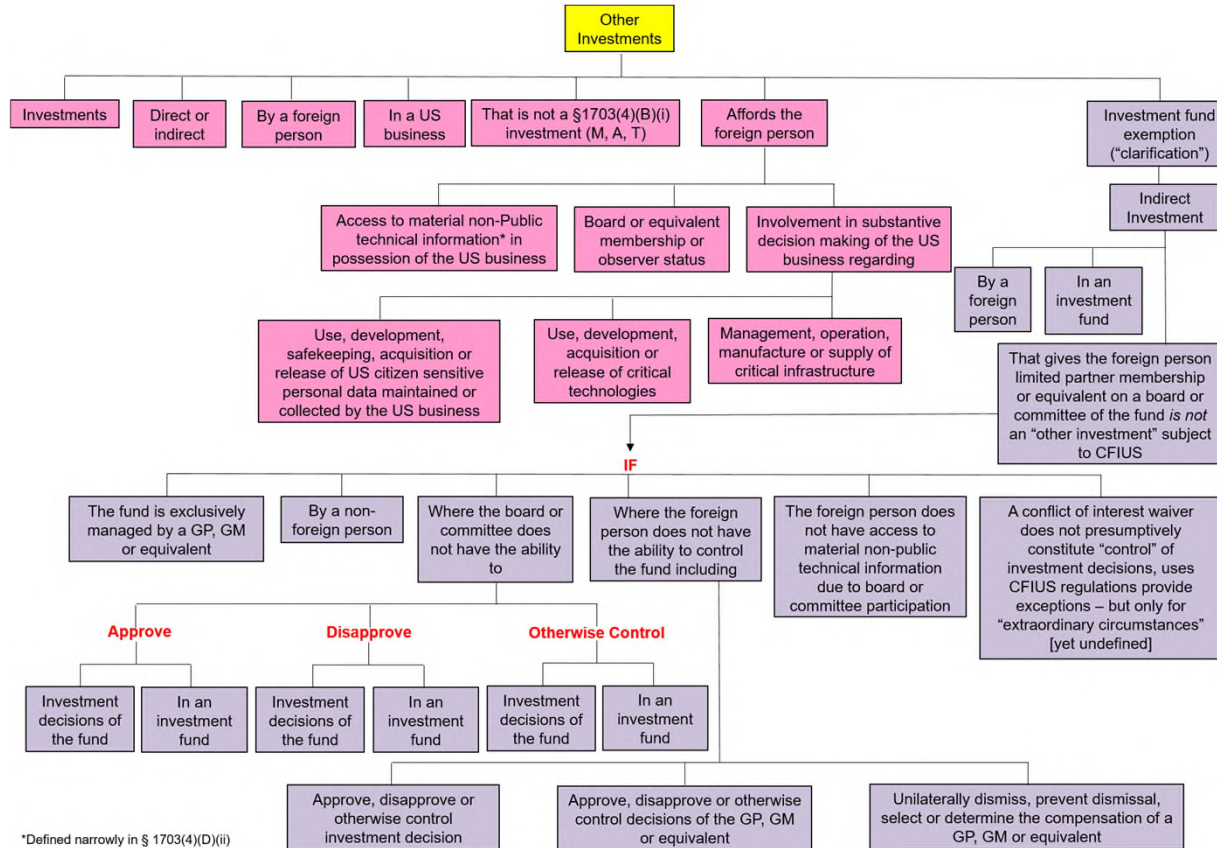 Other
Investments
Investments
Direct or
indirect
By a foreign
person
In a US
business
That is not a §1703(4)(B)(i)
investment (M, A, T)
Affords the
foreign person
Investment fund
exemption
(“clarification”)
Indirect
Investment
Access to material non-Public
technical information* in
possession of the US business
Board or equivalent
membership or
observer status
Involvement in substantive
decision making of the US
business regarding
By a
foreign
person
In an
investment
fund
Use, development,
safekeeping, acquisition or
release of US citizen sensitive
personal data maintained or
collected by the US business
Use, development,
acquisition or
release of critical
technologies
Management, operation,
manufacture or supply of
critical infrastructure
That gives the foreign person
limited partner membership
or equivalent on a board or
committee of the fund is not
an “other investment” subject
to CFIUS
IF
The fund is exclusively
managed by a GP, GM
or equivalent
By a non-
foreign person
Where the board or
committee does
not have the ability
to
Where the foreign
person does not have
the ability to control
the fund including
The foreign person does
not have access to
material non-public
technical information
due to board or
committee participation
A conflict of interest waiver
does not presumptively
constitute “control” of
investment decisions, uses
CFIUS regulations provide
exceptions – but only for
“extraordinary circumstances”
[yet undefined]
Approve
Disapprove
Otherwise Control
Investment
decisions of
the fund
In an
investment
fund
Investment
decisions of
the fund
In an
investment
fund
Investment
decisions of
the fund
In an
investment
fund
Approve, disapprove or
otherwise control
investment decision
Approve, disapprove or otherwise
control decisions of the GP, GM
or equivalent
Unilaterally dismiss, prevent dismissal,
select or determine the compensation of a
GP, GM or equivalent
*Defined narrowly in § 1703(4)(D)(ii)